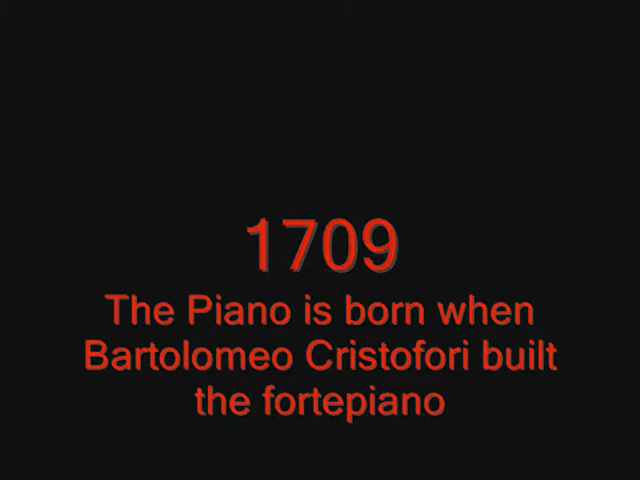 1709
The Piano is born when
Bartolomeo Cristofori built
the fortepiano